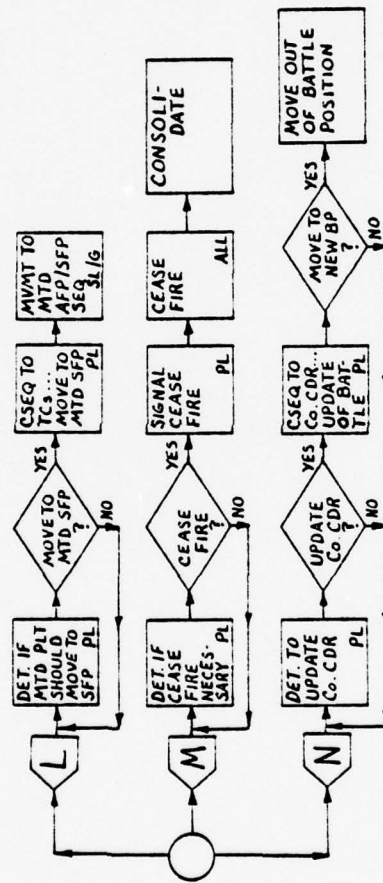 L
DET. IF
MTD PLT
SHOULD
MOVE TO
SFP PL
MOVE TO
MTD SFP
?
YES
NO
CSEQ TO
TCs...
MOVE TO
MTD SFP
PL
MVMT TO
MTD
AFP/SFP
SEQ
SL/G
M
DET. IF
CEASE
FIRE
NECES-
SARY PL
CEASE
FIRE
?
YES
NO
SIGNAL
CEASE
FIRE
PL
CEASE
FIRE
ALL
CONSOLI-
DATE
N
DET. TO
UPDATE
Co. CDR
PL
UPDATE
Co. CDR
?
YES
NO
CSEQ TO
Co. CDR...
UPDATE
OF BAT-
TLE PL
MOVE TO
NEW BP
?
YES
NO
MOVE OUT
OF BATTLE
POSITION